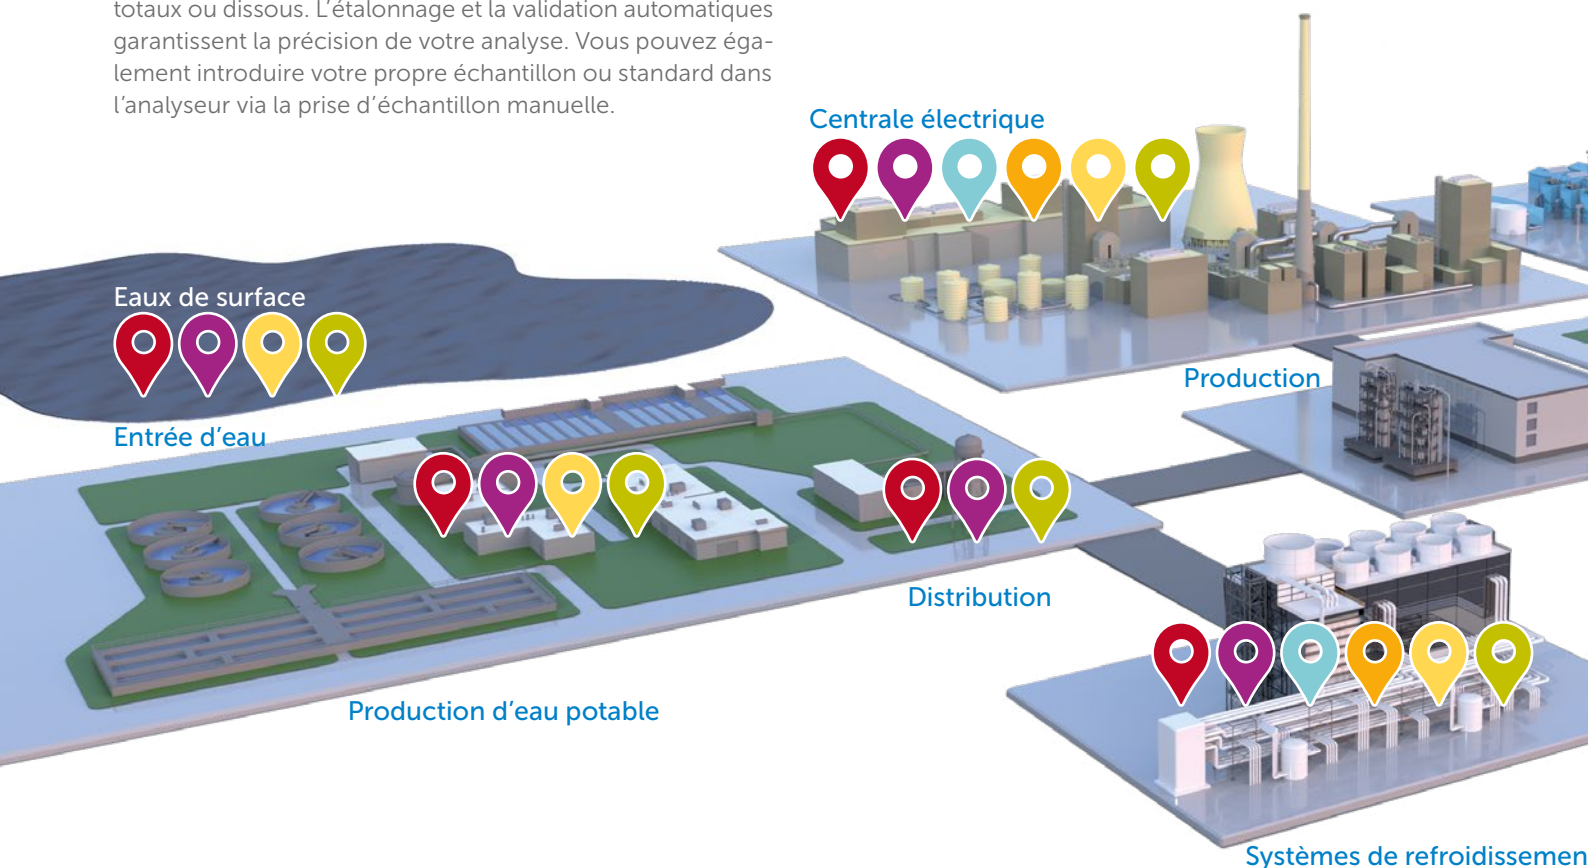 totaux ou dissous. L’étalonnage et la validation automatiques
garantissent la précision de votre analyse. Vous pouvez éga-
lement introduire votre propre échantillon ou standard dans
l’analyseur via la prise d’échantillon manuelle.
Centrale électrique
Eaux de surface
Production
Entrée d’eau
Distribution
Production d’eau potable
Systèmes de refroidissemen